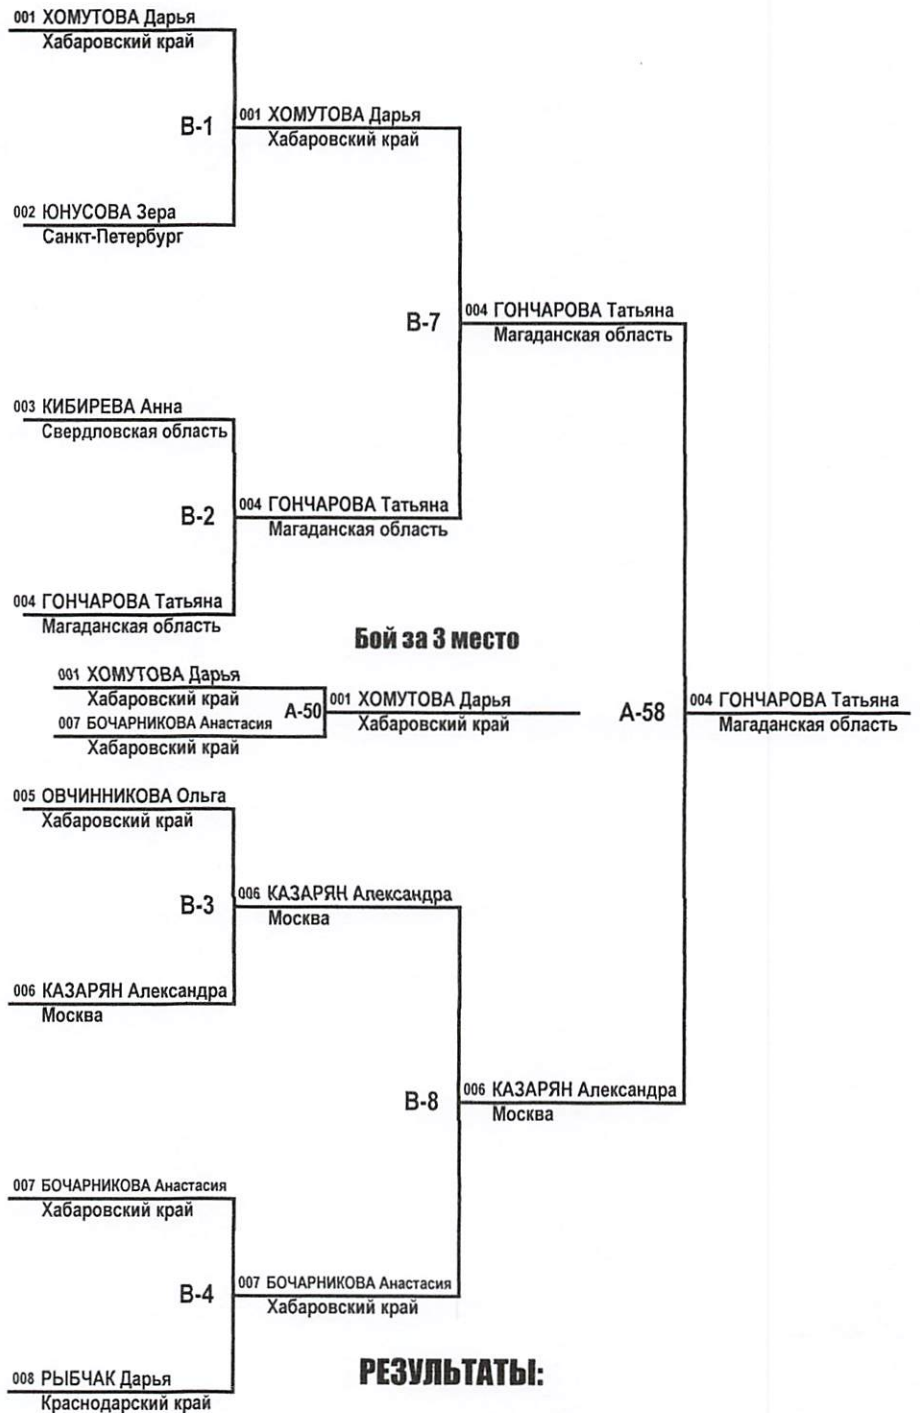 001 ХОМУТОВА Дарья
Хабаровский край
B-1
001 ХОМУТОВА Дарья
Хабаровский край
002 ЮНУСОВА Зера
Санкт-Петербург
B-7
004 ГОНЧАРОВА Татьяна
Магаданская область
003 КИБИРЕВА Анна
Свердловская область
B-2
004 ГОНЧАРОВА Татьяна
Магаданская область
004 ГОНЧАРОВА Татьяна
Магаданская область
Бой за 3 место
001 ХОМУТОВА Дарья
Хабаровский край
007 БОЧАРНИКОВА Анастасия
Хабаровский край
A-50
001 ХОМУТОВА Дарья
Хабаровский край
A-58
004 ГОНЧАРОВА Татьяна
Магаданская область
005 ОВЧИННИКОВА Ольга
Хабаровский край
B-3
006 КАЗАРЯН Александра
Москва
006 КАЗАРЯН Александра
Москва
B-8
006 КАЗАРЯН Александра
Москва
007 БОЧАРНИКОВА Анастасия
Хабаровский край
B-4
007 БОЧАРНИКОВА Анастасия
Хабаровский край
008 РЫБЧАК Дарья
Краснодарский край
РЕЗУЛЬТАТЫ: